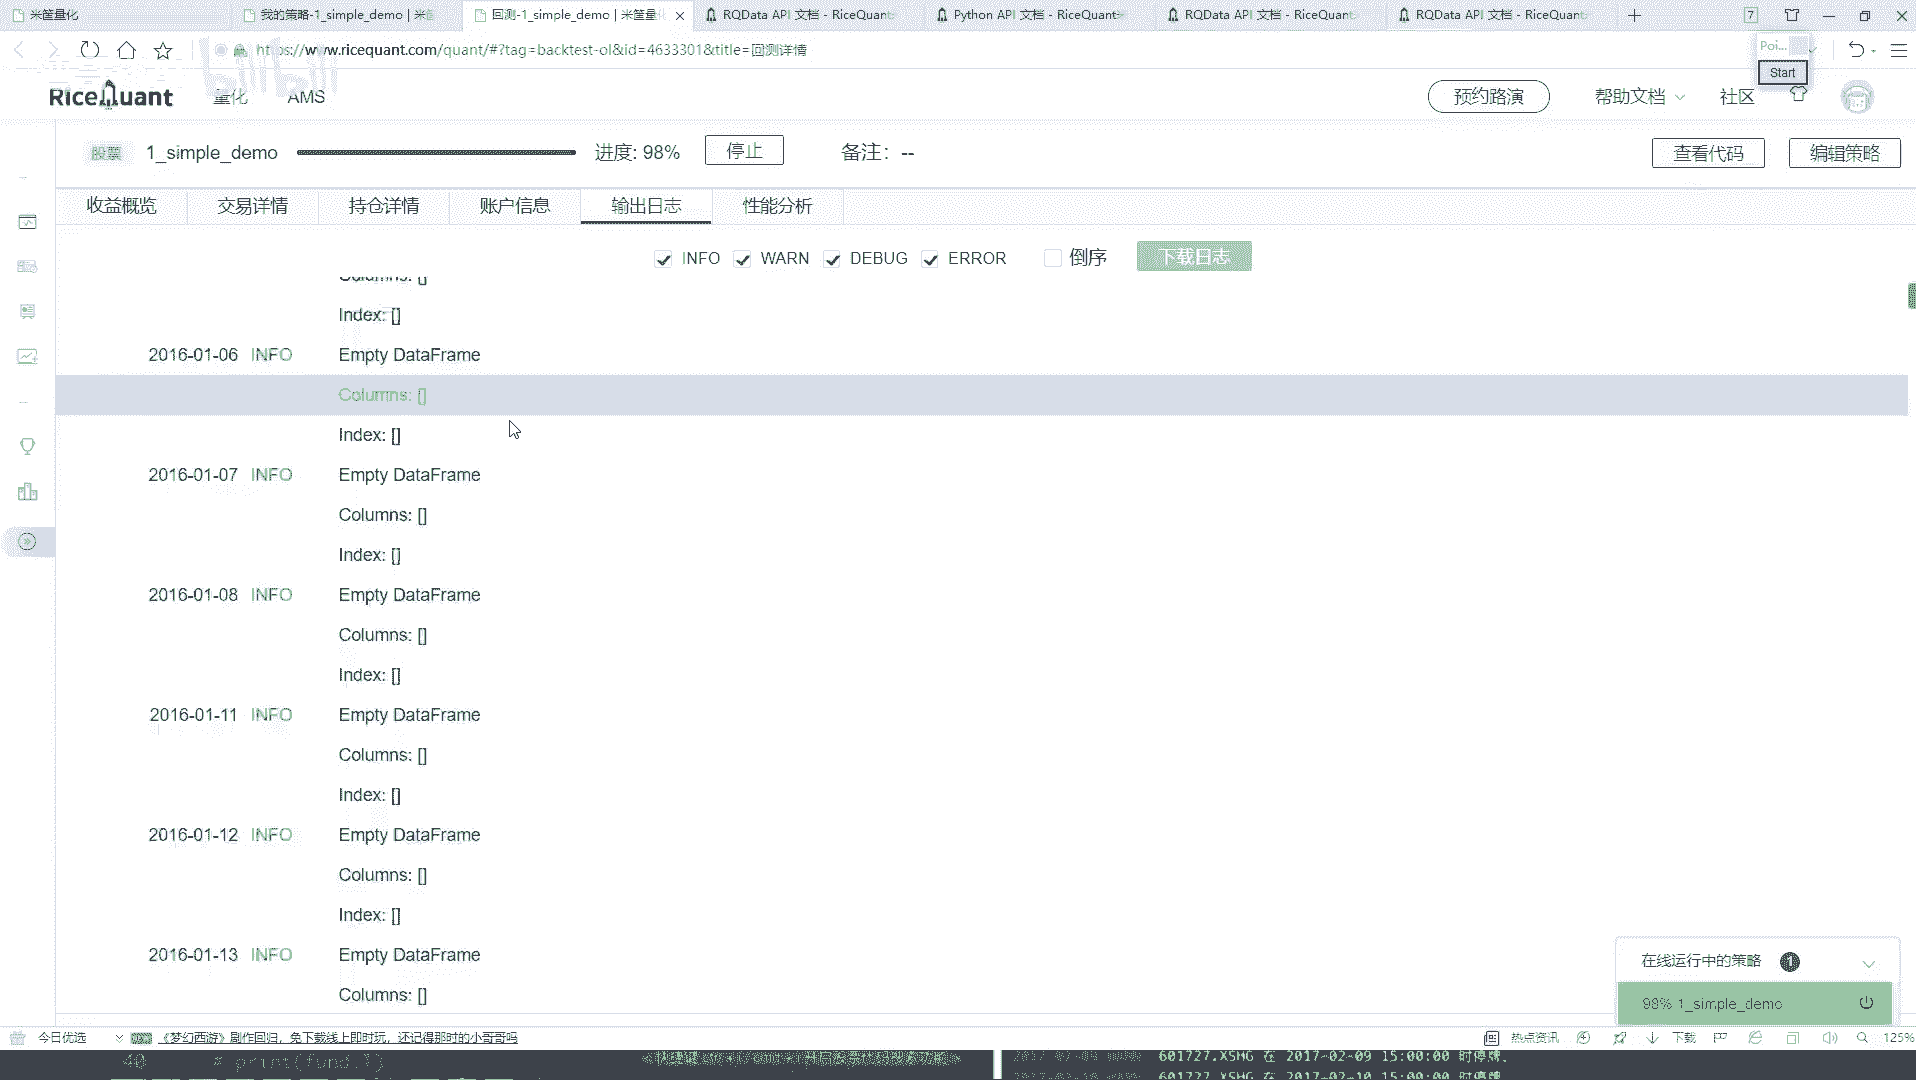 米筐量化
我的策略-1_simple_demo | 米筐
回测-1_simple_demo | 米筐量化
RQData API 文档 - RiceQuant
Python API 文档 - RiceQuant
RQData API 文档 - RiceQuant
RQData API 文档 - RiceQuant
7
https://www.ricequant.com/quant/#?tag=backtest-ol&id=4633301&title=回测详情
Poi...
Start
bilibili
RiceQuant
量化
AMS
预约路演
帮助文档
社区
股票
1_simple_demo
进度: 98%
停止
备注: --
查看代码
编辑策略
收益概览
交易详情
持仓详情
账户信息
输出日志
性能分析
INFO
WARN
DEBUG
ERROR
倒序
下载日志
Columns: []
Index: []
2016-01-06 INFO Empty DataFrame
Columns: []
Index: []
2016-01-07 INFO Empty DataFrame
Columns: []
Index: []
2016-01-08 INFO Empty DataFrame
Columns: []
Index: []
2016-01-11 INFO Empty DataFrame
Columns: []
Index: []
2016-01-12 INFO Empty DataFrame
Columns: []
Index: []
2016-01-13 INFO Empty DataFrame
Columns: []
在线运行中的策略 1
98% 1_simple_demo
今日优选
《梦幻西游》剧作回归，免下载线上即时玩，还记得那时的小哥哥吗
热点资讯
下载
125%
40 # print(fund.T)
601727.XSHG 在 2017-02-09 15:00:00 时停牌.
601727.XSHG 在 2017-02-10 15:00:00 时停牌.